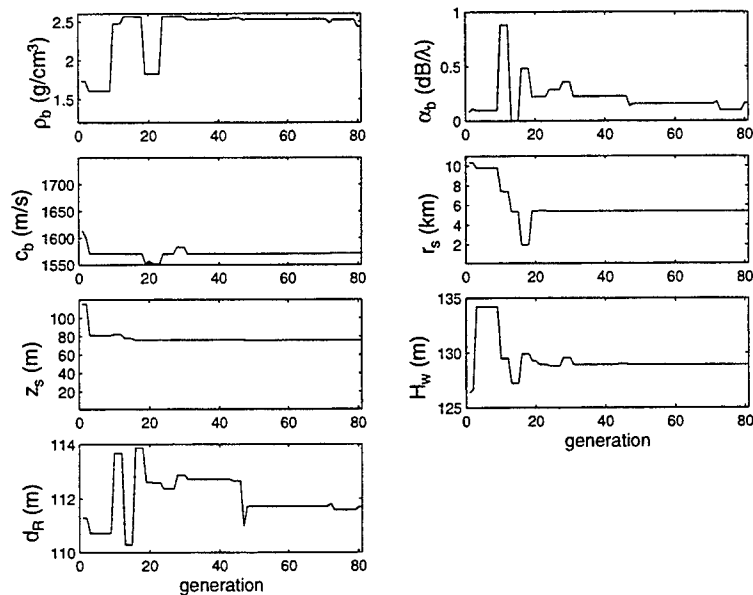 2.5
2
1.5
ρb (g/cm³)
0 20 40 60 80
1700
1650
1600
1550
cb (m/s)
0 20 40 60 80
100
80
60
40
20
zs (m)
0 20 40 60 80
114
112
110
dR (m)
0 20 40 60 80
generation
1
0.5
0
αb (dB/λ)
0 20 40 60 80
10
8
6
4
2
rs (km)
0 20 40 60 80
135
130
125
Hw (m)
0 20 40 60 80
generation